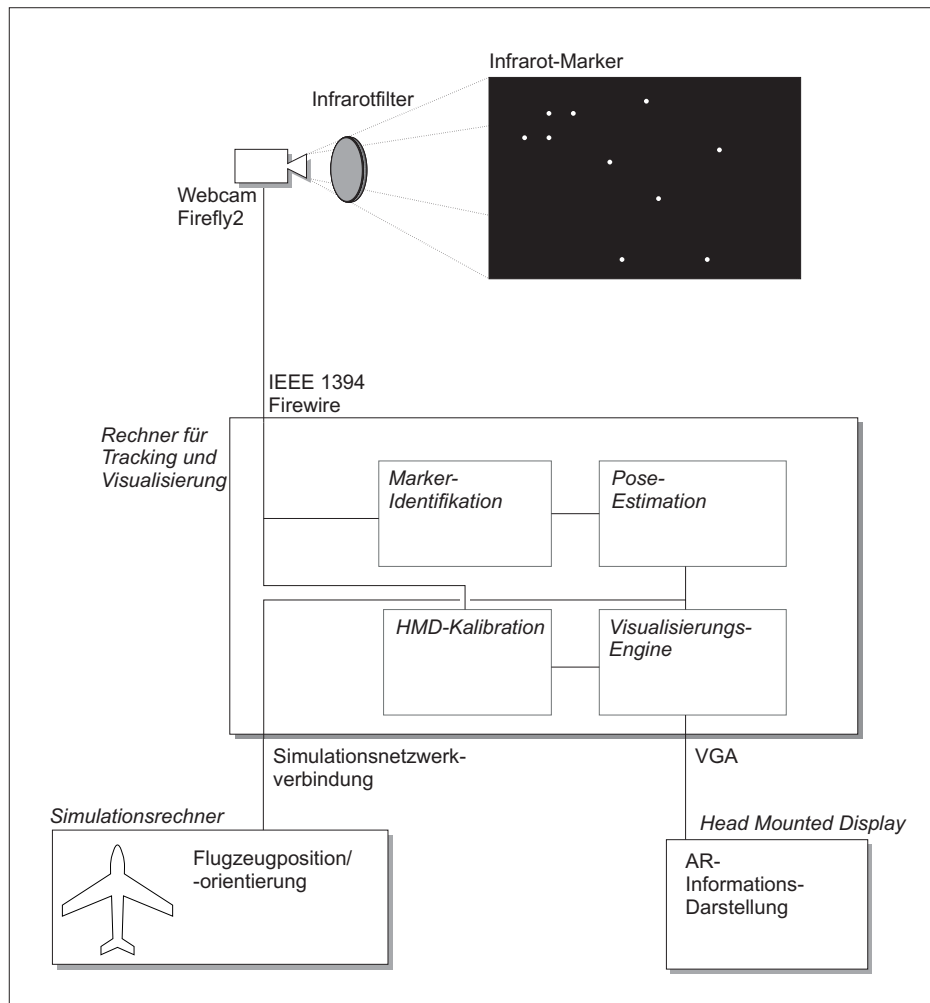 Infrarot-Marker
Infrarotfilter
Webcam
Firefly2
IEEE 1394
Firewire
Rechner für
Tracking und
Visualisierung
Marker-
Identifikation
Pose-
Estimation
HMD-Kalibration
Visualisierungs-
Engine
Simulationsnetzwerk-
verbindung
VGA
Simulationsrechner
Flugzeugposition/
-orientierung
Head Mounted Display
AR-
Informations-
Darstellung